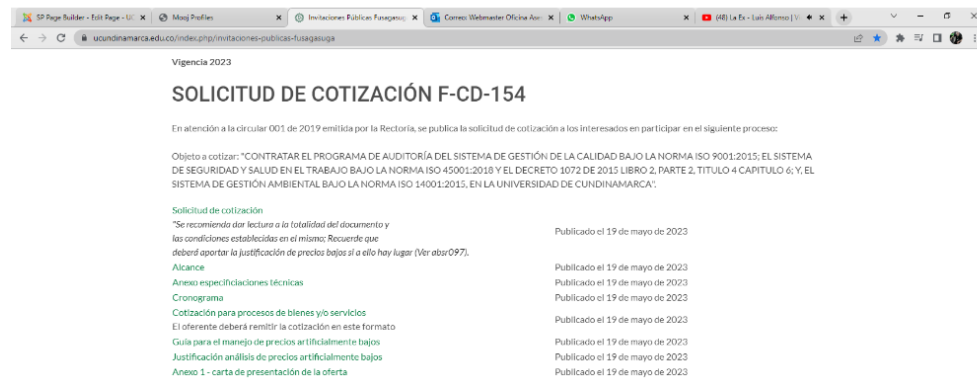 SP Page Builder - Edit Page - U
Maoj Profiles
Invitaciones Públicas Fusagasug
Correo: Webmaster Oficina Ases
WhatsApp
(48) La Ex - Luis Alfonso | V
ucundinamarca.edu.co/index.php/invitaciones-publicas-fusagasuga
Vigencia 2023
SOLICITUD DE COTIZACIÓN F-CD-154
En atención a la circular 001 de 2019 emitida por la Rectoría, se publica la solicitud de cotización a los interesados en participar en el siguiente proceso:
Objeto a cotizar: "CONTRATAR EL PROGRAMA DE AUDITORÍA DEL SISTEMA DE GESTIÓN DE LA CALIDAD BAJO LA NORMA ISO 9001:2015; EL SISTEMA
DE SEGURIDAD Y SALUD EN EL TRABAJO BAJO LA NORMA ISO 45001:2018 Y EL DECRETO 1072 DE 2015 LIBRO 2, PARTE 2, TITULO 4 CAPITULO 6; Y, EL
SISTEMA DE GESTIÓN AMBIENTAL BAJO LA NORMA ISO 14001:2015, EN LA UNIVERSIDAD DE CUNDINAMARCA".
Solicitud de cotización
"Se recomienda dar lectura a la totalidad del documento y
las condiciones establecidas en el mismo; Recuerde que
deberá aportar la justificación de precios bajos si a ello hay lugar (Ver absr097).
Publicado el 19 de mayo de 2023
Alcance Publicado el 19 de mayo de 2023
Anexo especificiaciones técnicas Publicado el 19 de mayo de 2023
Cronograma Publicado el 19 de mayo de 2023
Cotización para procesos de bienes y/o servicios
El oferente deberá remitir la cotización en este formato
Publicado el 19 de mayo de 2023
Guía para el manejo de precios artificialmente bajos Publicado el 19 de mayo de 2023
Justificación análisis de precios artificialmente bajos Publicado el 19 de mayo de 2023
Anexo 1 - carta de presentación de la oferta Publicado el 19 de mayo de 2023